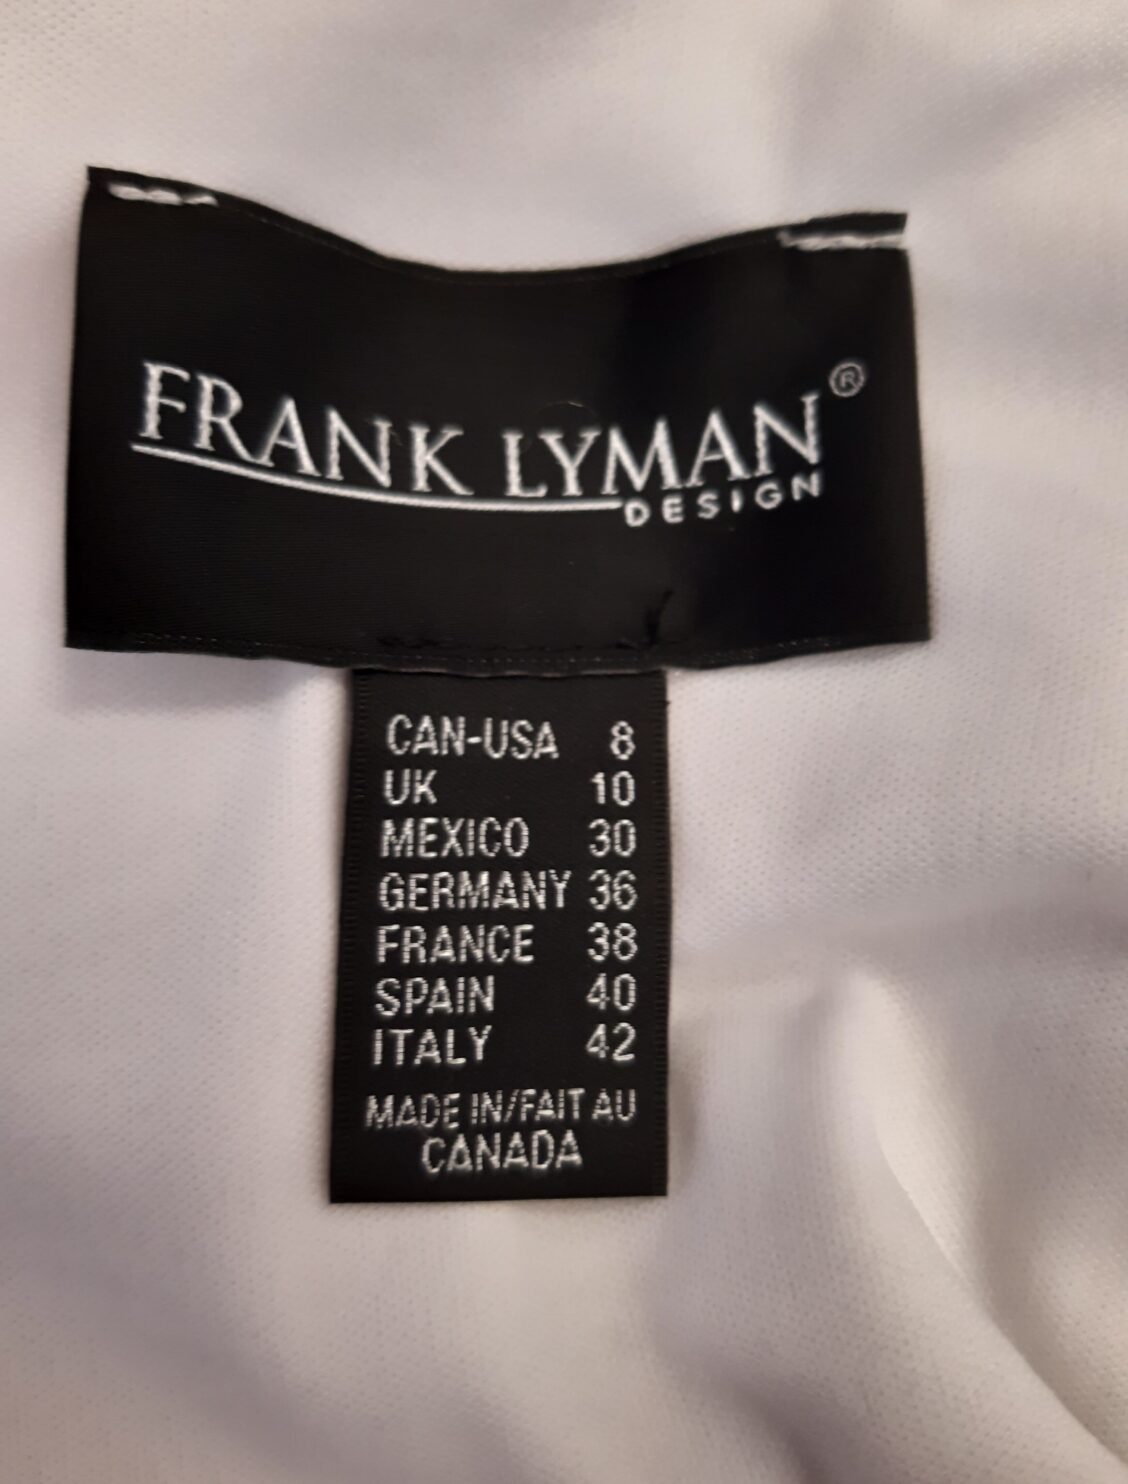 FRANK LYMAN ®
DESIGN
CAN-USA 8
UK 10
MEXICO 30
GERMANY 36
FRANCE 38
SPAIN 40
ITALY 42
MADE IN/FAIT AU
CANADA